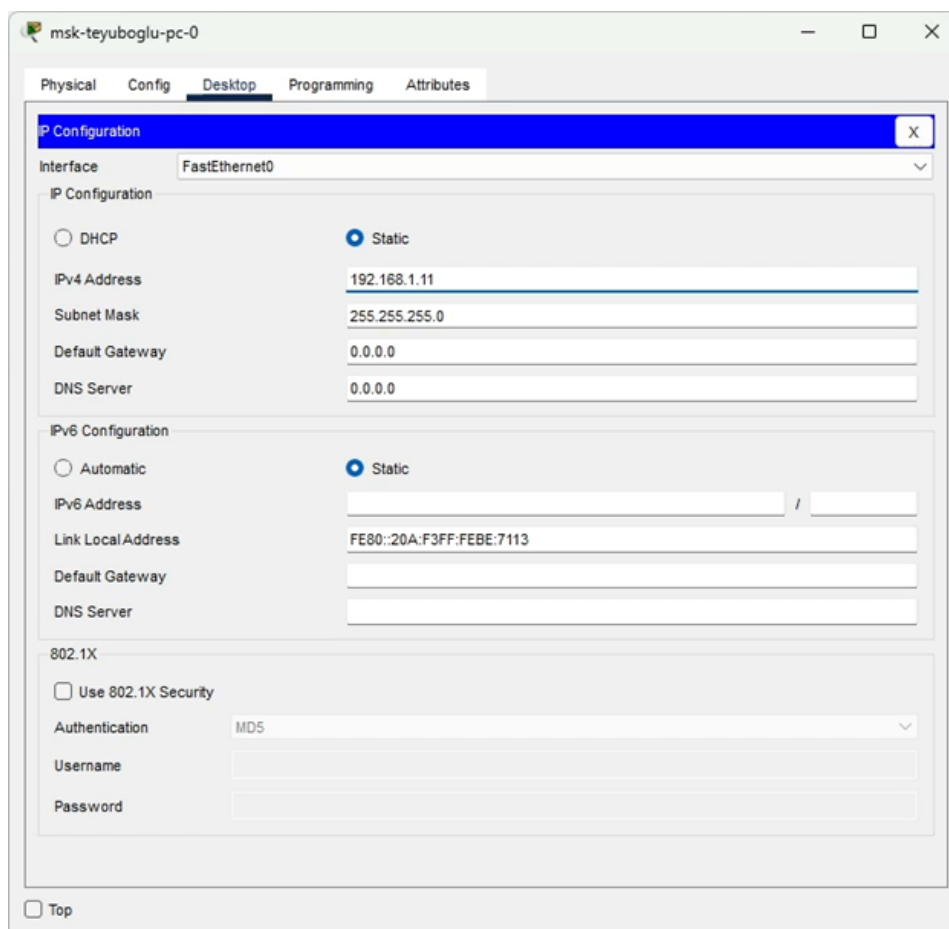 msk-teyuboglu-pc-0
Physical Config Desktop Programming Attributes
IP Configuration X
Interface FastEthernet0
IP Configuration
DHCP Static
IPv4 Address 192.168.1.11
Subnet Mask 255.255.255.0
Default Gateway 0.0.0.0
DNS Server 0.0.0.0
IPv6 Configuration
Automatic Static
IPv6 Address /
Link Local Address FE80::20A:F3FF:FEBE:7113
Default Gateway
DNS Server
802.1X
Use 802.1X Security
Authentication MD5
Username
Password
Top